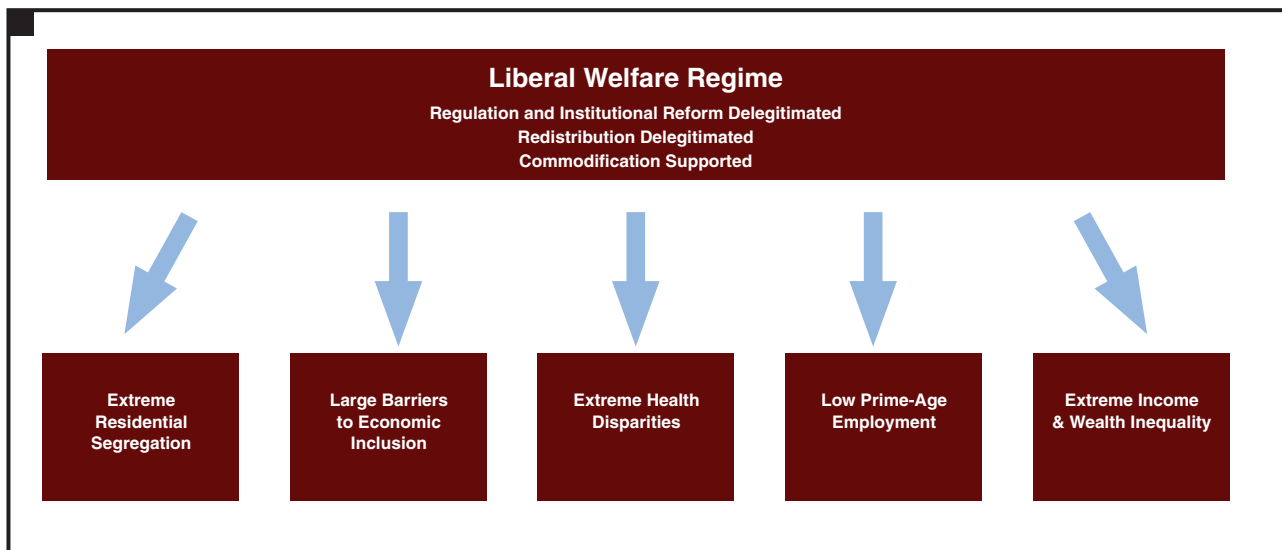 Liberal Welfare Regime
Regulation and Institutional Reform Delegitimated
Redistribution Delegitimated
Commodification Supported
Extreme
Residential
Segregation
Large Barriers
to Economic
Inclusion
Extreme Health
Disparities
Low Prime-Age
Employment
Extreme Income
& Wealth Inequality